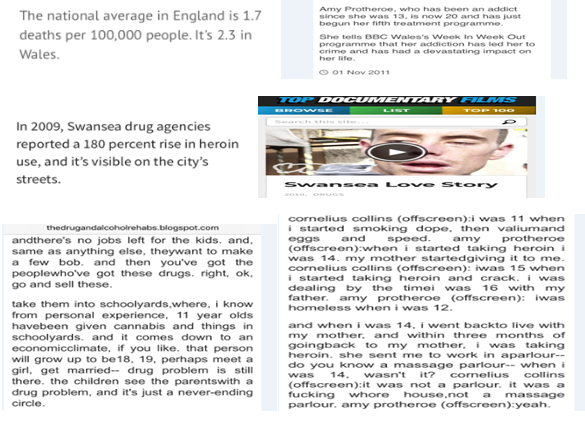 The national average in England is 1.7
deaths per 100,000 people. It's 2.3 in
Wales.
Amy Protheroe, who has been an addict
since she was 13, is now 20 and has just
begun her fifth treatment programme.
She tells BBC Wales's Week In Week Out
programme that her addiction has led her to
crime and has had a devastating impact on
her life.
01 Nov 2011
In 2009, Swansea drug agencies
reported a 180 percent rise in heroin
use, and it's visible on the city's
streets.
TOP DOCUMENTARY FILMS
BROWSE LIST TOP 100
Search this site...
Swansea Love Story
2010, DRUGS
thedrugandalcoholrehabs.blogspot.com
andthere's no jobs left for the kids. and,
same as anything else, theywant to make
a few bob. and then you've got the
peoplewho've got these drugs. right, ok,
go and sell these.
take them into schoolyards,where, i know
from personal experience, 11 year olds
havebeen given cannabis and things in
schoolyards. and it comes down to an
economicclimate, if you like. that person
will grow up to be18, 19, perhaps meet a
girl, get married-- drug problem is still
there. the children see the parentswith a
drug problem, and it's just a never-ending
circle.
cornelius collins (offscreen):i was 11 when
i started smoking dope, then valiumand
eggs and speed. amy protheroe
(offscreen):when i started taking heroin i
was 14. my mother startedgiving it to me.
cornelius collins (offscreen): iwas 15 when
i started taking heroin and crack. i was
dealing by the timei was 16 with my
father. amy protheroe (offscreen): iwas
homeless when i was 12.
and when i was 14, i went backto live with
my mother, and within three months of
goingback to my mother, i was taking
heroin. she sent me to work in aparlour--
do you know a massage parlour-- when i
was 14, wasn't it? cornelius collins
(offscreen):it was not a parlour. it was a
fucking whore house,not a massage
parlour. amy protheroe (offscreen):yeah.